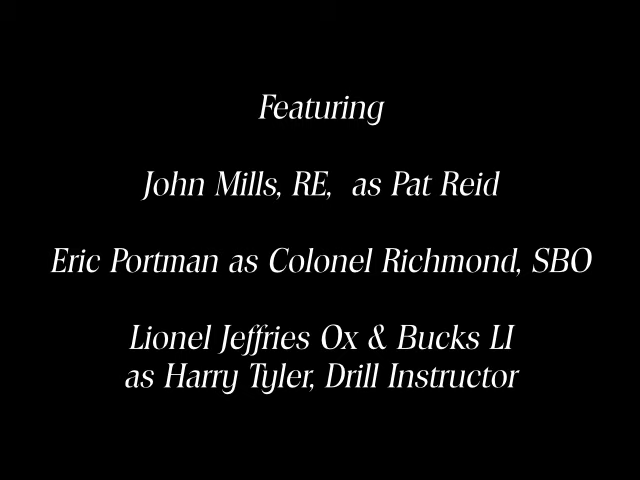 Featuring
John Mills, RE, as Pat Reid
Eric Portman as Colonel Richmond, SBO
Lionel Jeffries Ox & Bucks LI
as Harry Tyler, Drill Instructor